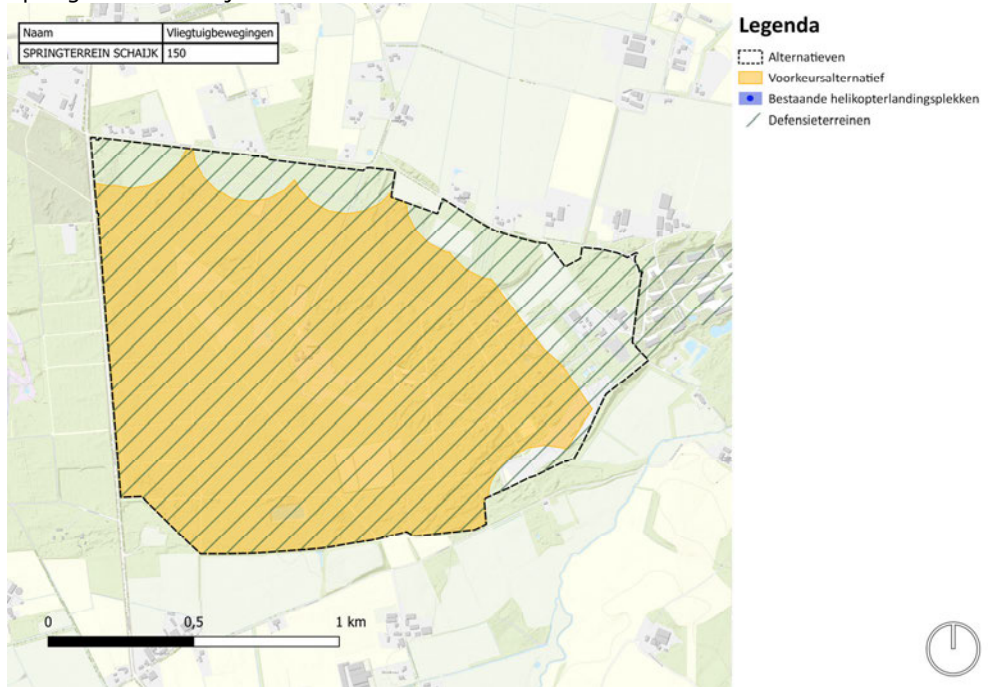 Naam Vliegtuigbewegingen
SPRINGTERREIN SCHAIJK 150
Legenda
Alternatieven
Voorkeursalternatief
Bestaande helikopterlandingsplekken
Defensieterreinen
0 0,5 1 km